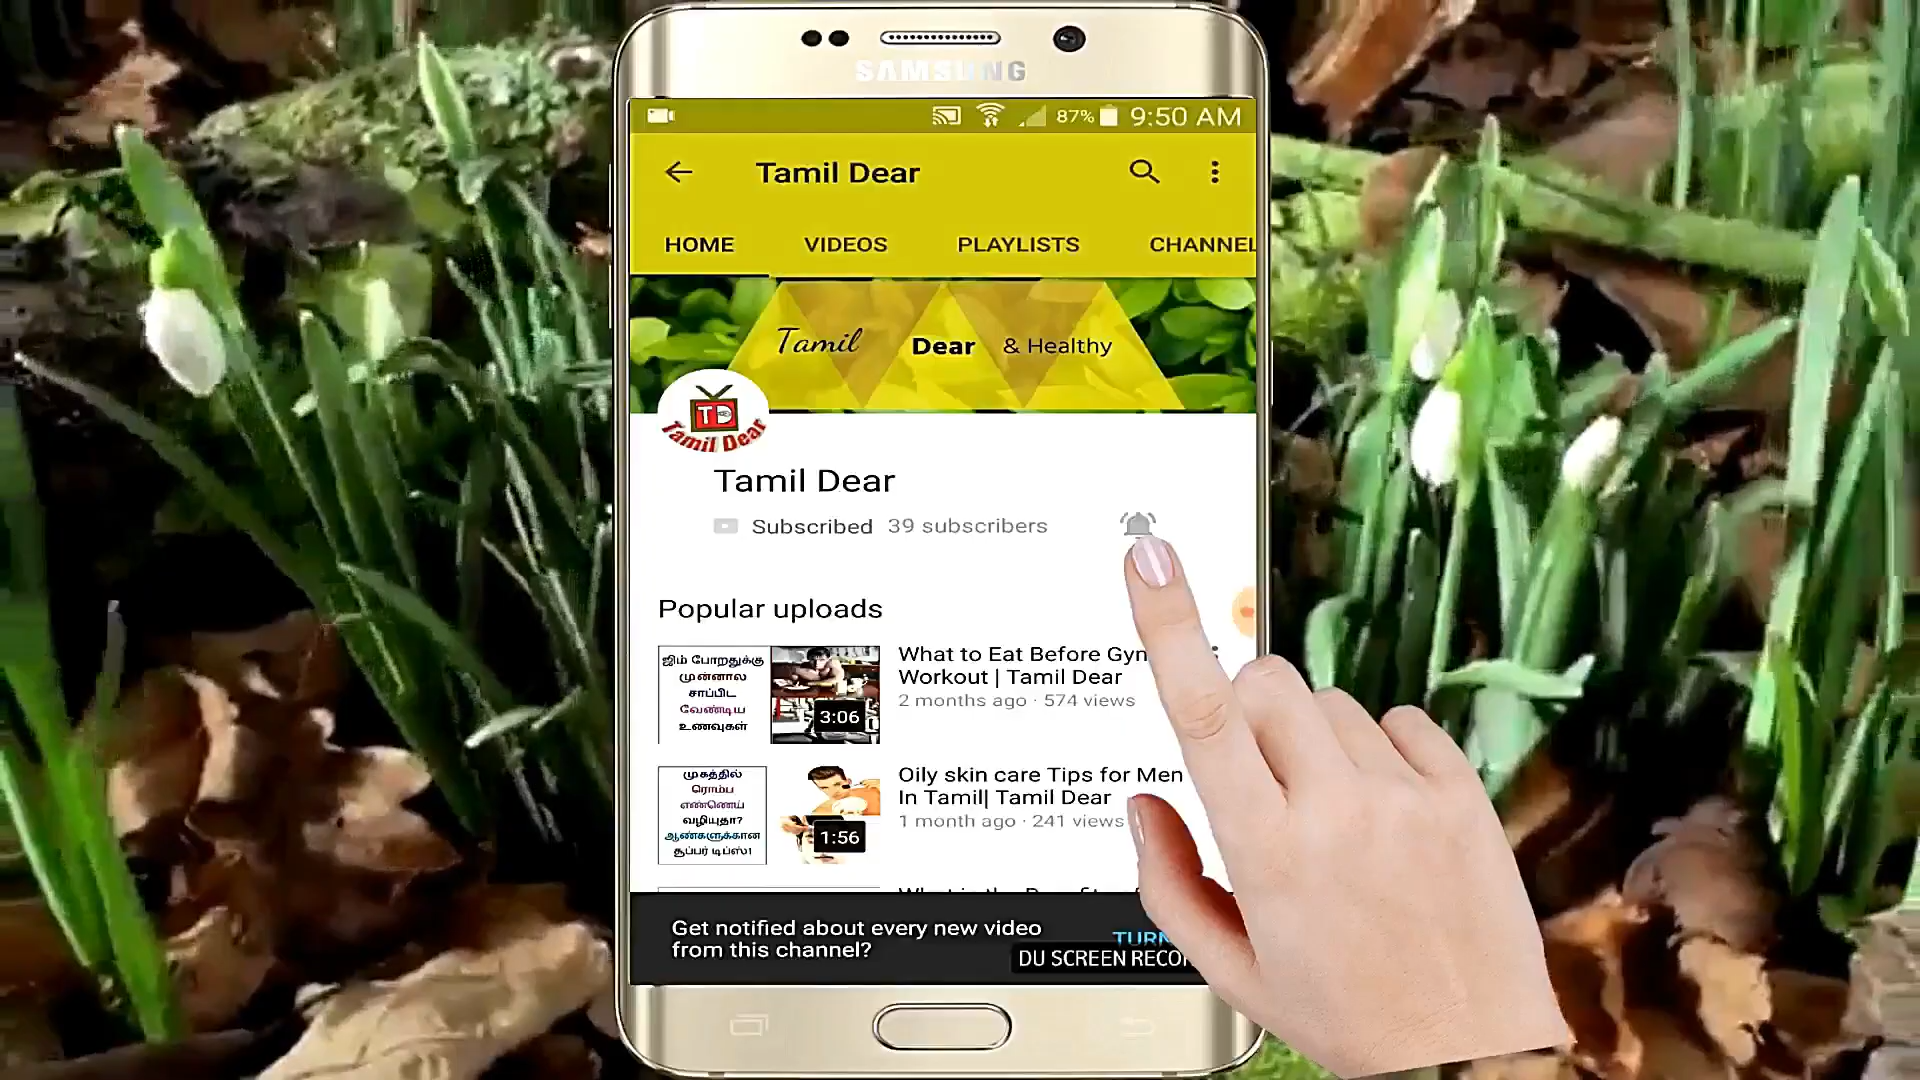 SAMSUNG
87% 9:50 AM
Tamil Dear
HOME VIDEOS PLAYLISTS CHANNEL
Tamil Dear & Healthy
TD
Tamil Dear
Tamil Dear
Subscribed 39 subscribers
Popular uploads
ஜிம் போறதுக்கு
முன்னால
சாப்பிட
வேண்டிய
உணவுகள்
3:06
What to Eat Before Gym
Workout | Tamil Dear
2 months ago · 574 views
முகத்தில்
ரொம்ப
எண்ணெய்
வழியுதா?
ஆண்களுக்கான
சூப்பர் டிப்ஸ்!
1:56
Oily skin care Tips for Men
In Tamil| Tamil Dear
1 month ago · 241 views
Get notified about every new video
from this channel?
TURN
DU SCREEN RECOR